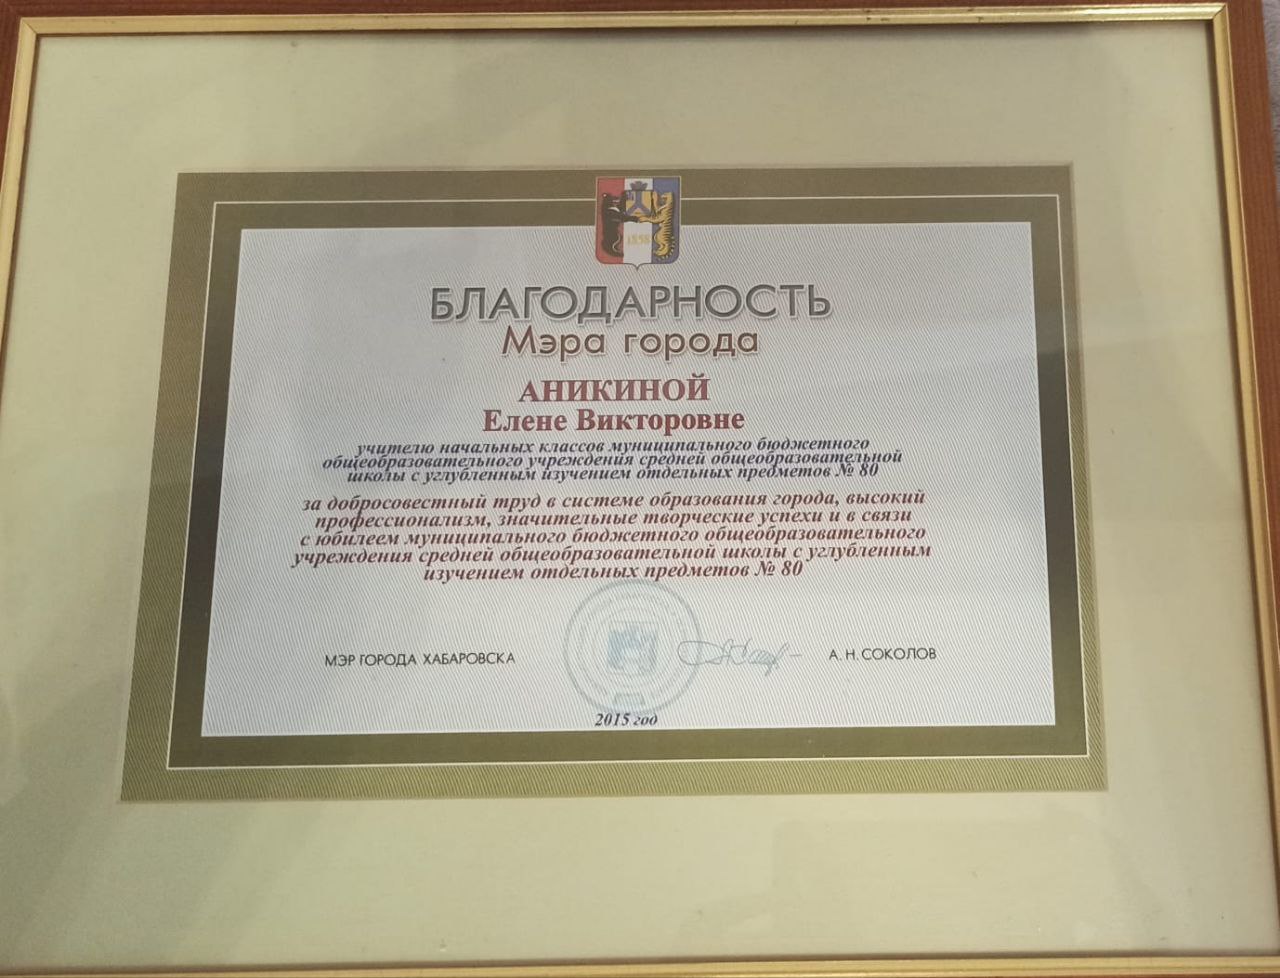 1858
БЛАГОДАРНОСТЬ
Мэра города
АНИКИНОЙ
Елене Викторовне
учителю начальных классов муниципального бюджетного
общеобразовательного учреждения средней общеобразовательной
школы с углубленным изучением отдельных предметов № 80
за добросовестный труд в системе образования города, высокий
профессионализм, значительные творческие успехи и в связи
с юбилеем муниципального бюджетного общеобразовательного
учреждения средней общеобразовательной школы с углубленным
изучением отдельных предметов № 80
МЭР ГОРОДА ХАБАРОВСКА
А. Н. СОКОЛОВ
2015 год